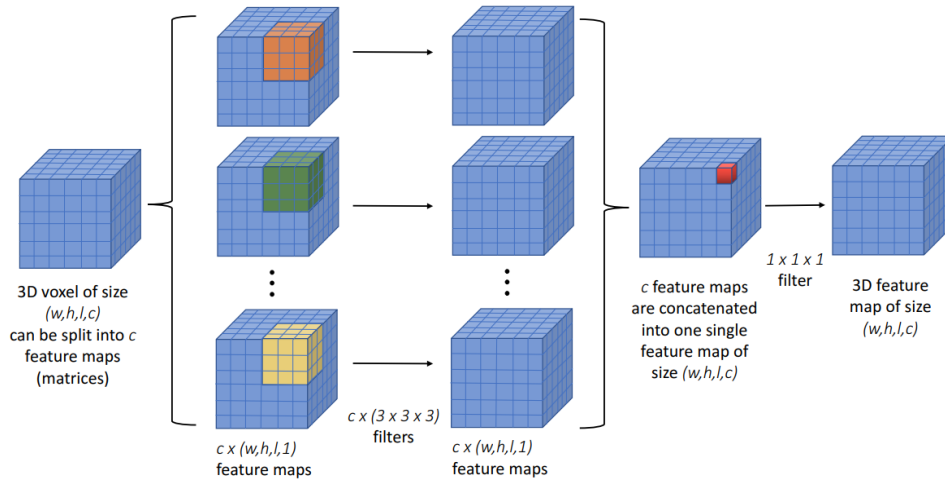 3D voxel of size
(w,h,l,c)
can be split into c
feature maps
(matrices)
c x (w,h,l,1)
feature maps
c x (3 x 3 x 3)
filters
c x (w,h,l,1)
feature maps
c feature maps
are concatenated
into one single
feature map of
size (w,h,l,c)
1 x 1 x 1
filter
3D feature
map of size
(w,h,l,c)